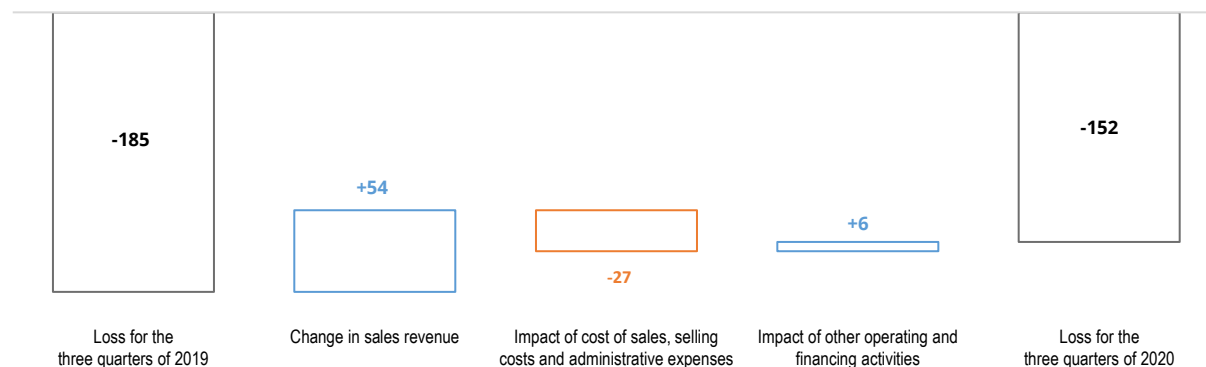 -185
+54
-27
+6
-152
Loss for the
three quarters of 2019
Change in sales revenue
Impact of cost of sales, selling
costs and administrative expenses
Impact of other operating and
financing activities
Loss for the
three quarters of 2020